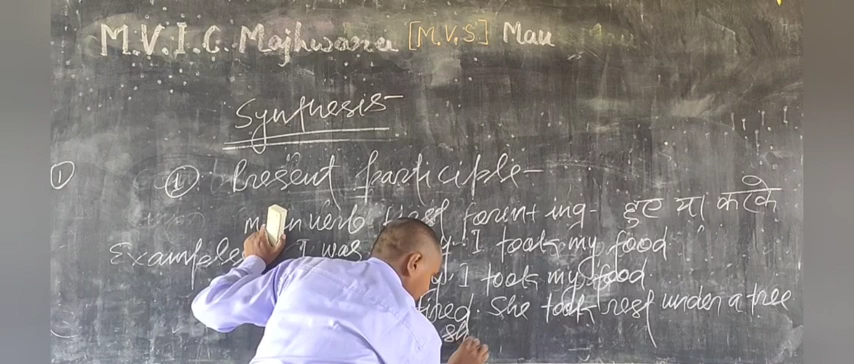 M.V.I.C. Majhwara [M.V.S] Mau
Synthesis-
① ① Present participle-
verb first form + ing- हुए या करके
Example I was y. I took my food
I took my food
tired. She took rest under a tree